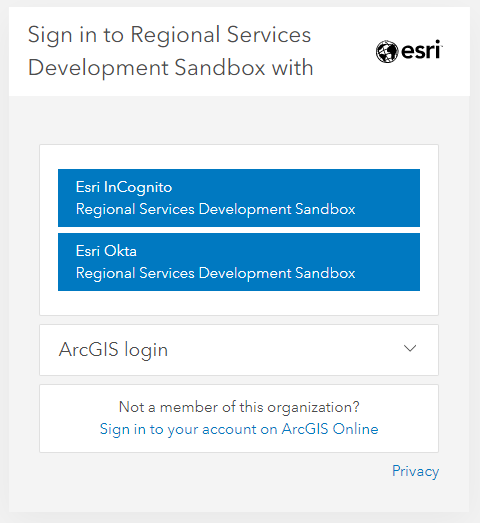 Sign in to Regional Services
Development Sandbox with
esri
Esri InCognito
Regional Services Development Sandbox
Esri Okta
Regional Services Development Sandbox
ArcGIS login
Not a member of this organization?
Sign in to your account on ArcGIS Online
Privacy